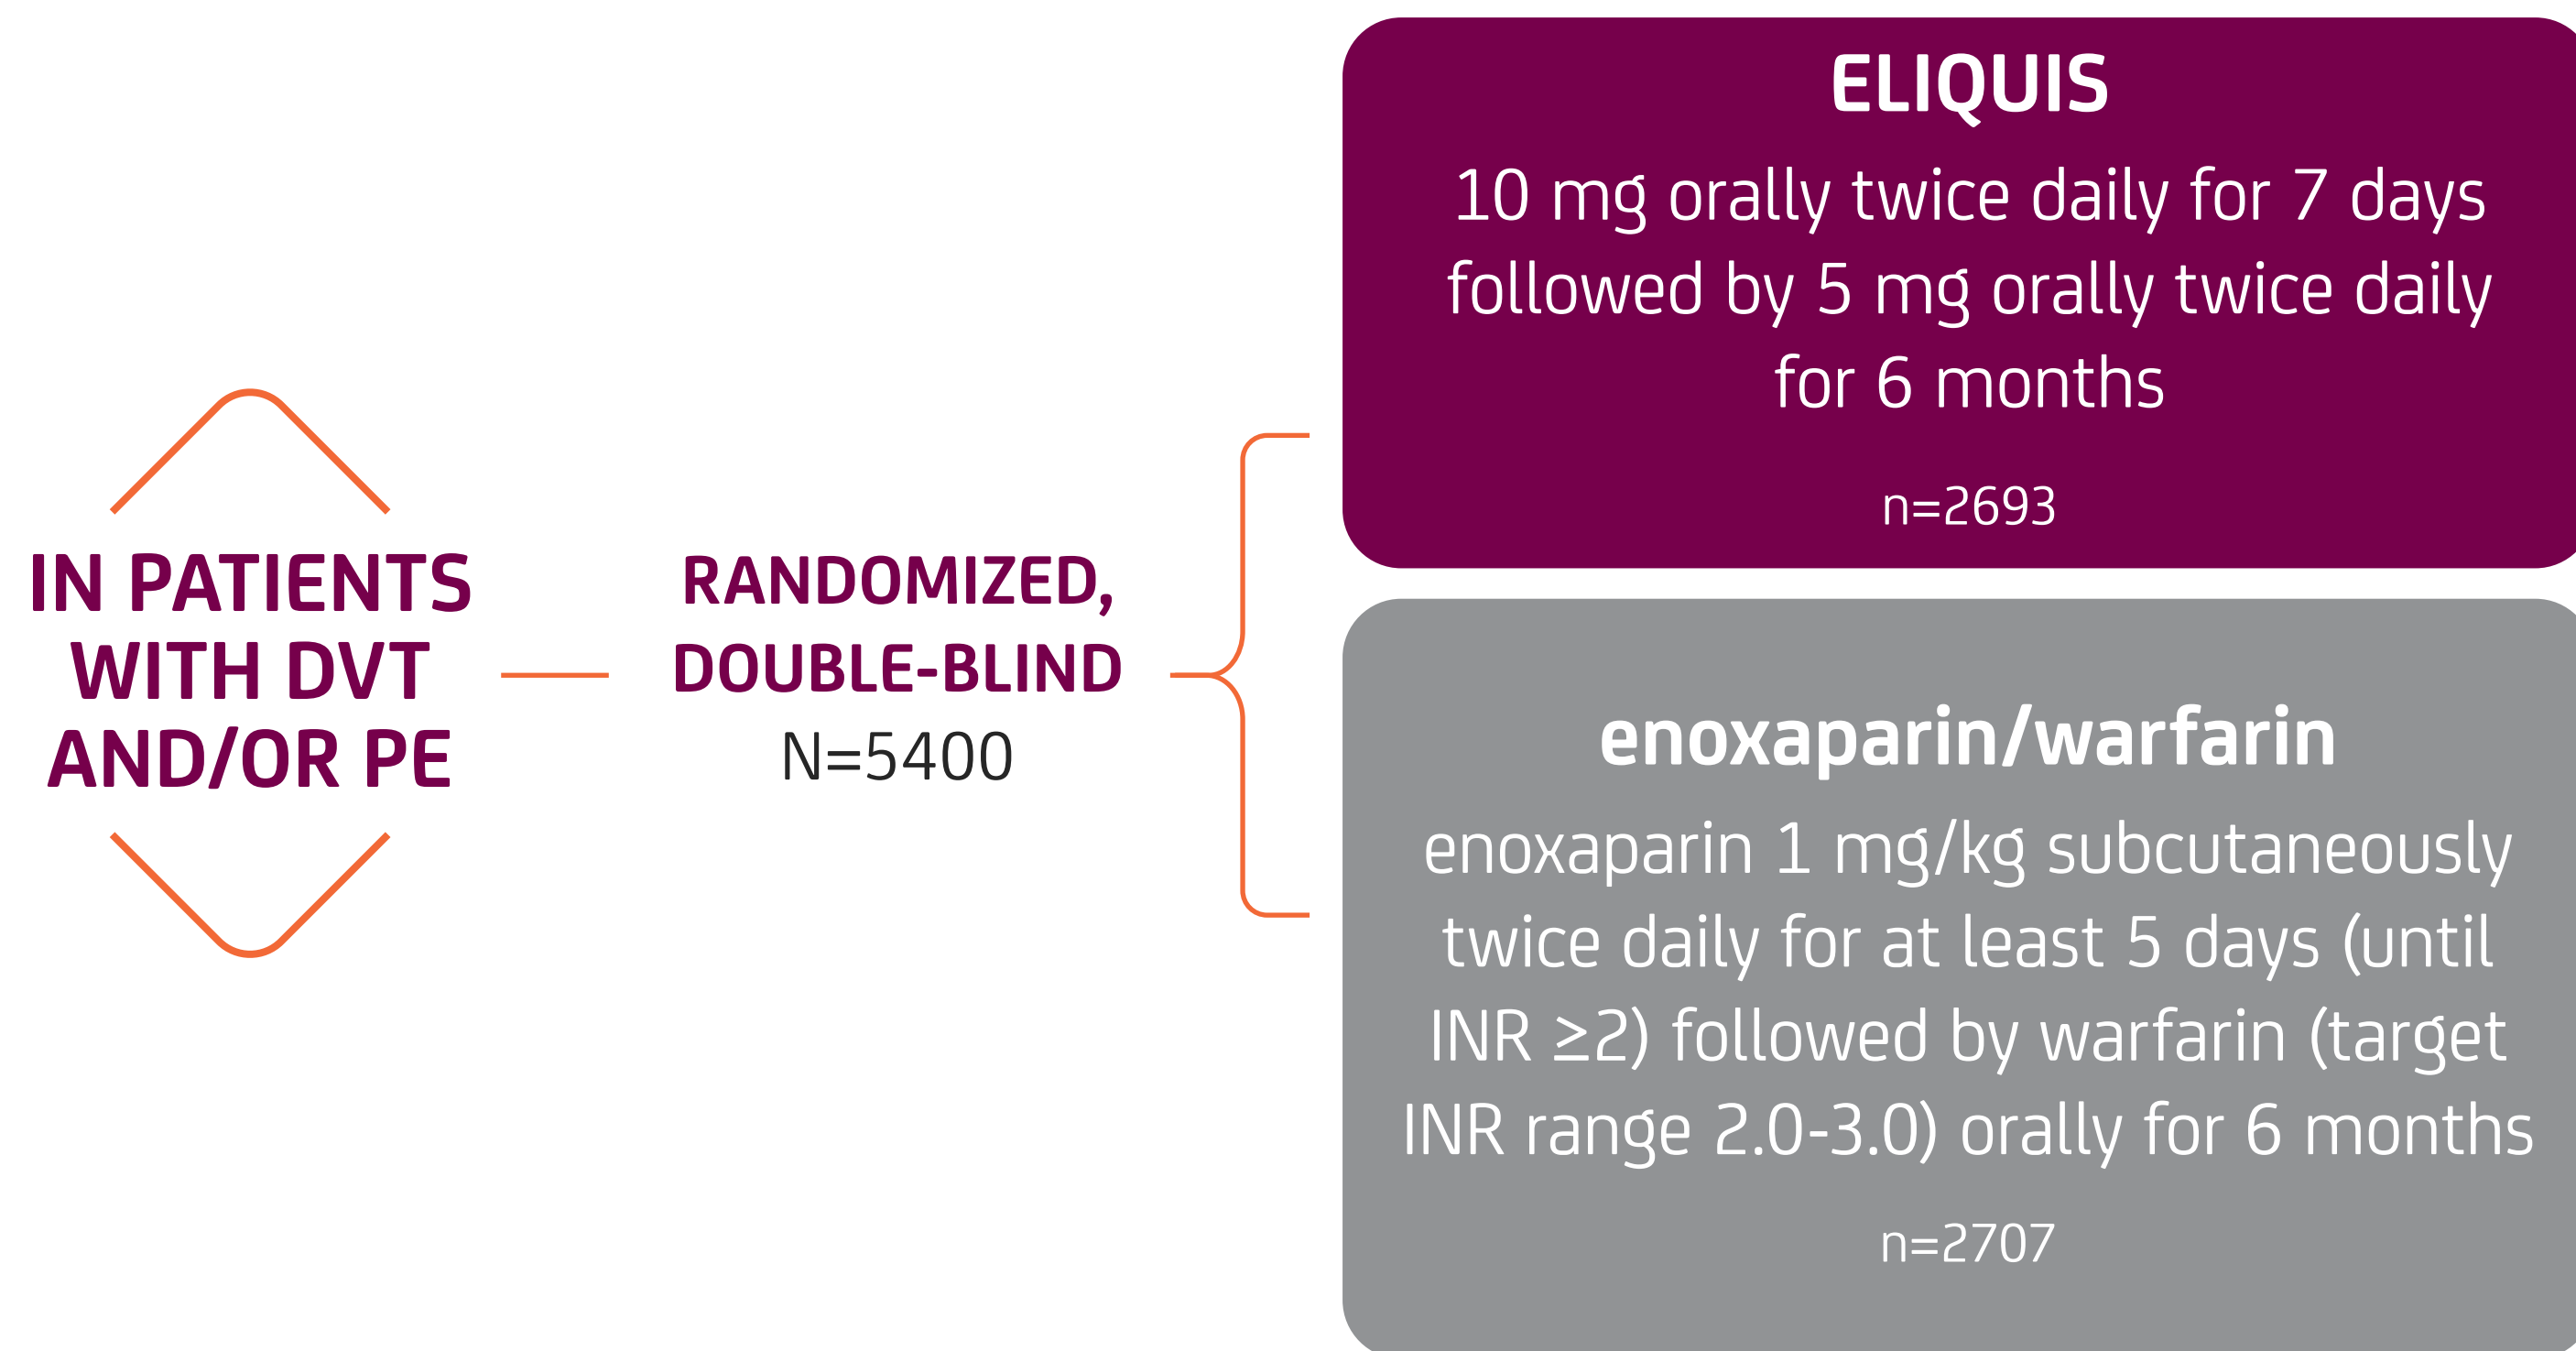 IN PATIENTS
WITH DVT
AND/OR PE
RANDOMIZED,
DOUBLE-BLIND
N=5400
ELIQUIS
10 mg orally twice daily for 7 days
followed by 5 mg orally twice daily
for 6 months
n=2693
enoxaparin/warfarin
enoxaparin 1 mg/kg subcutaneously
twice daily for at least 5 days (until
INR ≥2) followed by warfarin (target
INR range 2.0-3.0) orally for 6 months
n=2707